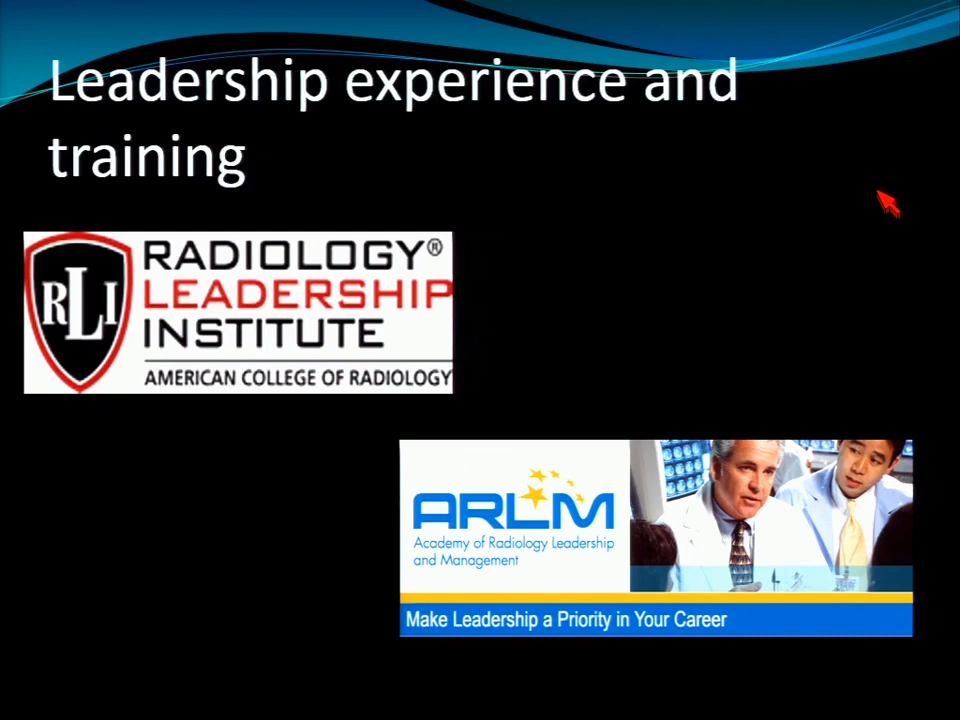 Leadership experience and
training
RLI
RADIOLOGY®
LEADERSHIP
INSTITUTE
AMERICAN COLLEGE OF RADIOLOGY
ARLM
Academy of Radiology Leadership
and Management
Make Leadership a Priority in Your Career